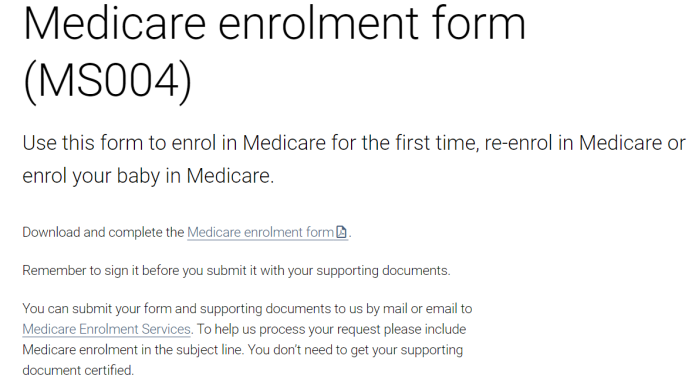 Medicare enrolment form
(MS004)
Use this form to enrol in Medicare for the first time, re-enrol in Medicare or
enrol your baby in Medicare.
Download and complete the Medicare enrolment form.
Remember to sign it before you submit it with your supporting documents.
You can submit your form and supporting documents to us by mail or email to
Medicare Enrolment Services. To help us process your request please include
Medicare enrolment in the subject line. You don't need to get your supporting
document certified.